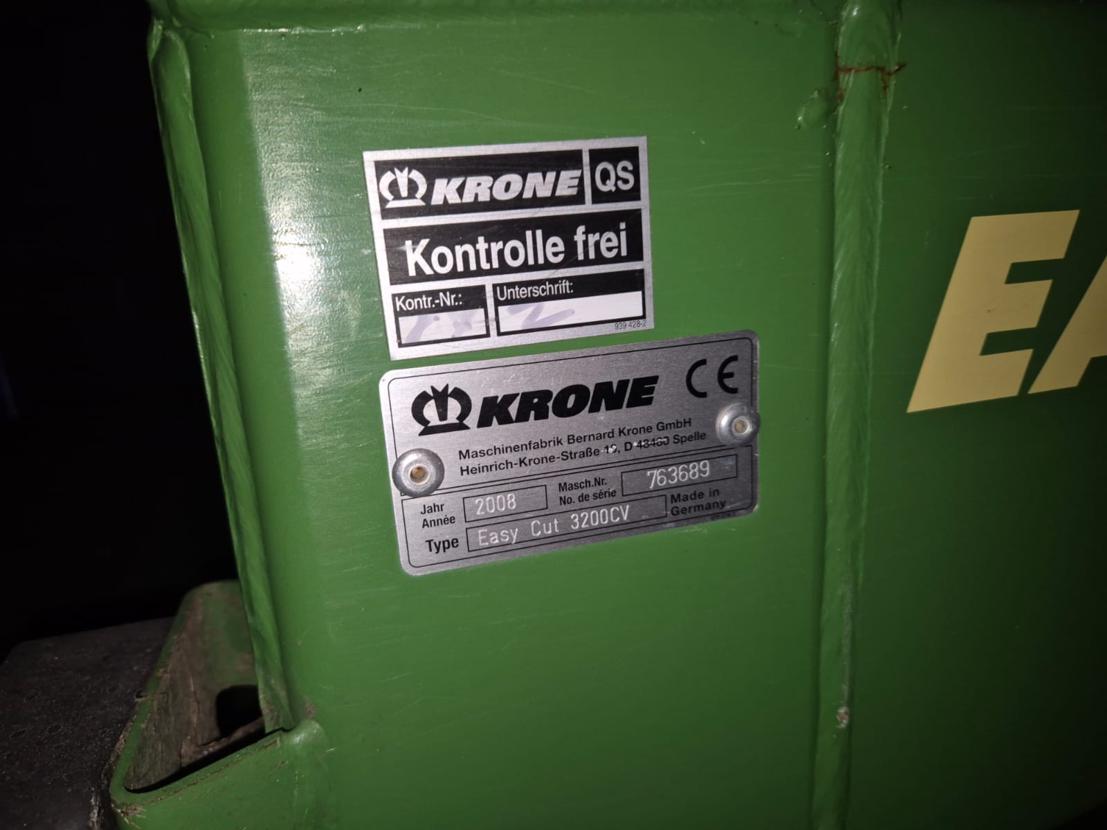 KRONE QS
Kontrolle frei
Kontr.-Nr.: Unterschrift:
939 428-2
KRONE CE
Maschinenfabrik Bernard Krone GmbH
Heinrich-Krone-Straße 10, D 48480 Spelle
Jahr 2008 Masch.Nr. 763689
Année No. de série
Type Easy Cut 3200CV Made in
Germany
EA